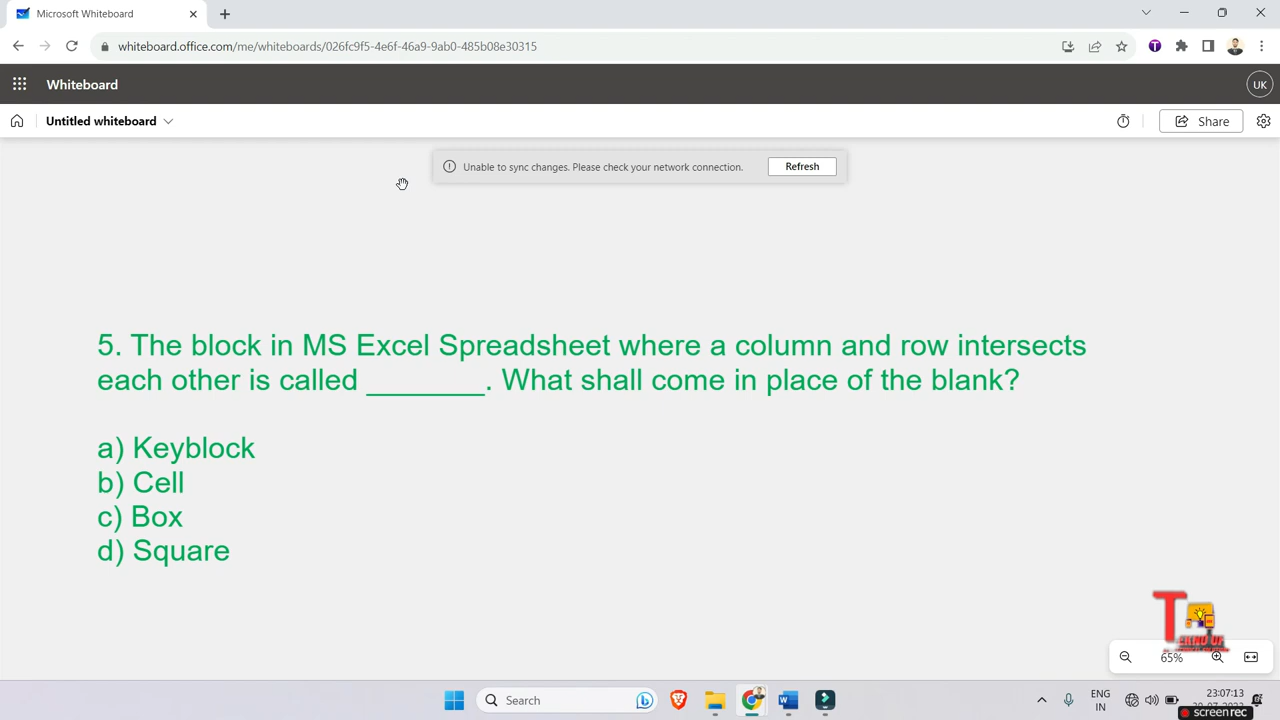 Microsoft Whiteboard
whiteboard.office.com/me/whiteboards/026fc9f5-4e6f-46a9-9ab0-485b08e30315
Whiteboard
UK
Untitled whiteboard
Share
Unable to sync changes. Please check your network connection.
Refresh
5. The block in MS Excel Spreadsheet where a column and row intersects
each other is called _______. What shall come in place of the blank?
a) Keyblock
b) Cell
c) Box
d) Square
65%
Search
ENG
IN
23:07:13
screenrec